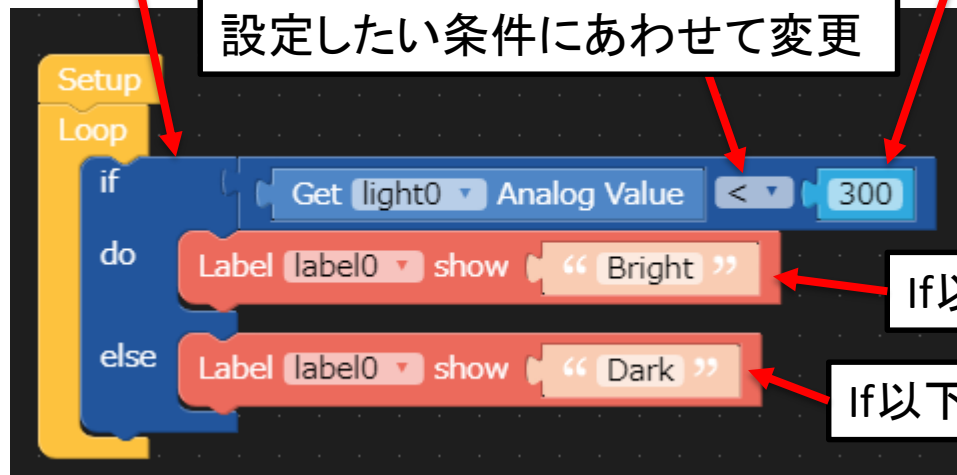 設定したい条件にあわせて変更
Setup
Loop
if Get light0 Analog Value < 300
do Label label0 show “ Bright ”
If以
else Label label0 show “ Dark ”
If以下